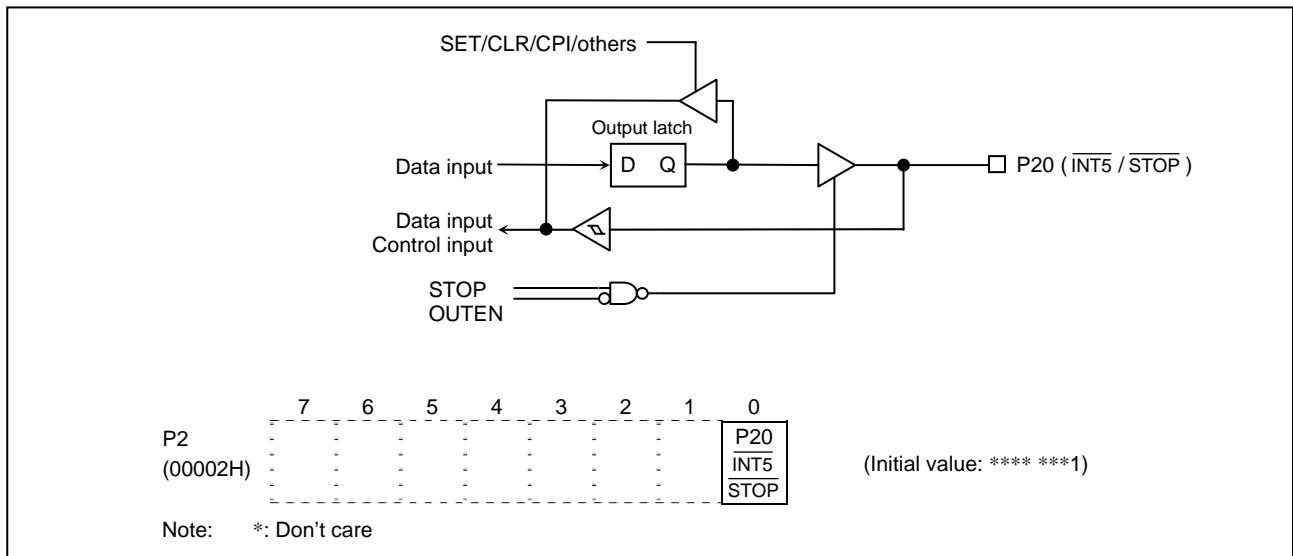 SET/CLR/CPI/others
Output latch
Data input D Q P20 ( INT5 / STOP )
Data input
Control input
STOP
OUTEN
7 6 5 4 3 2 1 0
P2
(00002H)
P20
INT5
STOP
(Initial value: **** ***1)
Note: *: Don't care